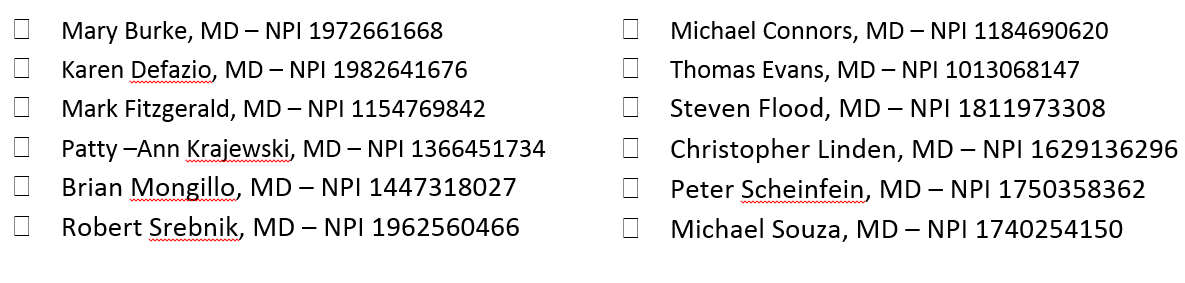 ☐ Mary Burke, MD – NPI 1972661668
☐ Karen Defazio, MD – NPI 1982641676
☐ Mark Fitzgerald, MD – NPI 1154769842
☐ Patty –Ann Krajewski, MD – NPI 1366451734
☐ Brian Mongillo, MD – NPI 1447318027
☐ Robert Srebnik, MD – NPI 1962560466
☐ Michael Connors, MD – NPI 1184690620
☐ Thomas Evans, MD – NPI 1013068147
☐ Steven Flood, MD – NPI 1811973308
☐ Christopher Linden, MD – NPI 1629136296
☐ Peter Scheinfein, MD – NPI 1750358362
☐ Michael Souza, MD – NPI 1740254150